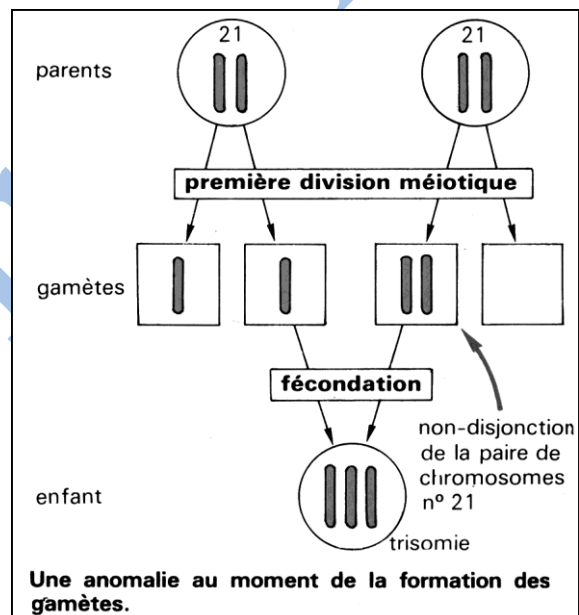 21
21
parents
première division méiotique
gamètes
fécondation
non-disjonction
de la paire de
chromosomes
nº 21
enfant
trisomie
Une anomalie au moment de la formation des
gamètes.